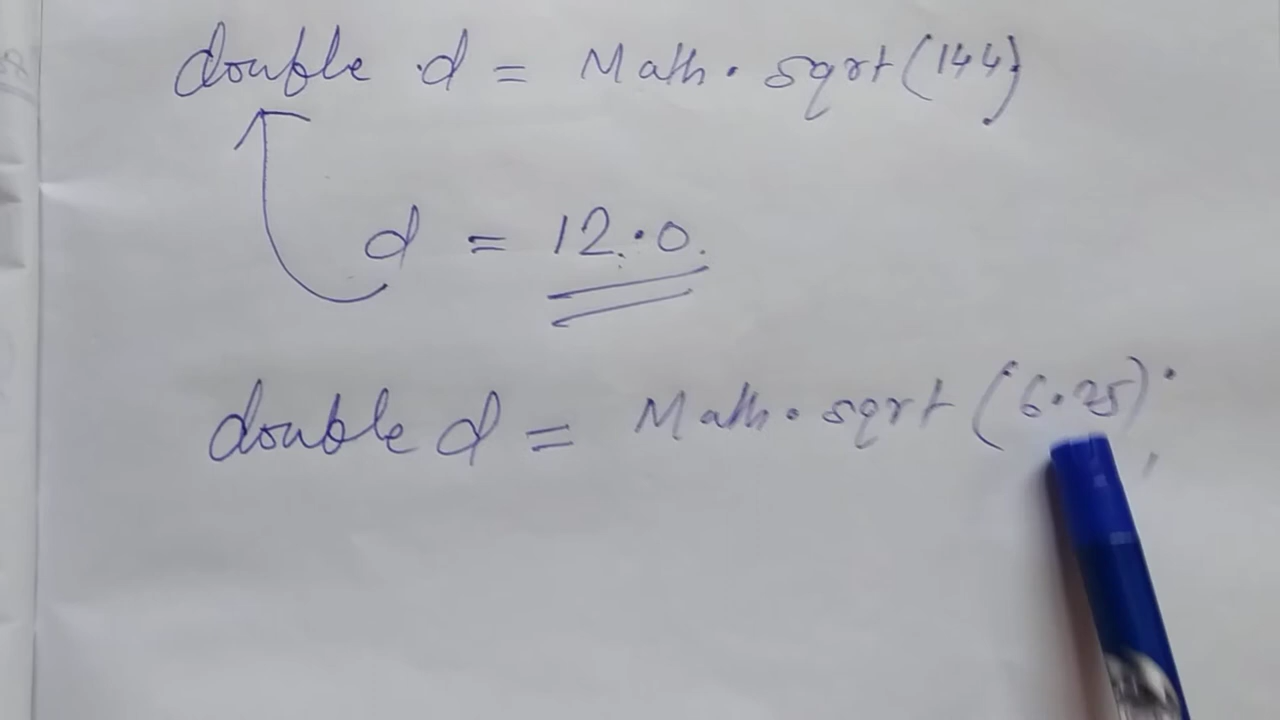 double d = Math.sqrt(144);
d = 12.0.
double d = Math.sqrt(6.25);